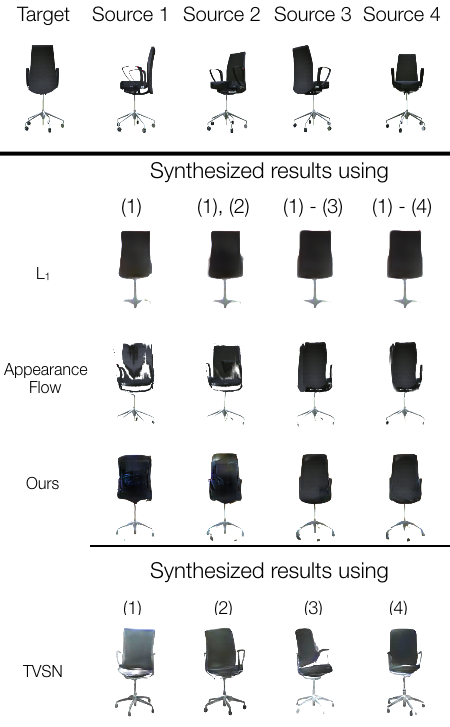 Target Source 1 Source 2 Source 3 Source 4
Synthesized results using
(1) (1), (2) (1) - (3) (1) - (4)
L₁
Appearance
Flow
Ours
Synthesized results using
(1) (2) (3) (4)
TVSN